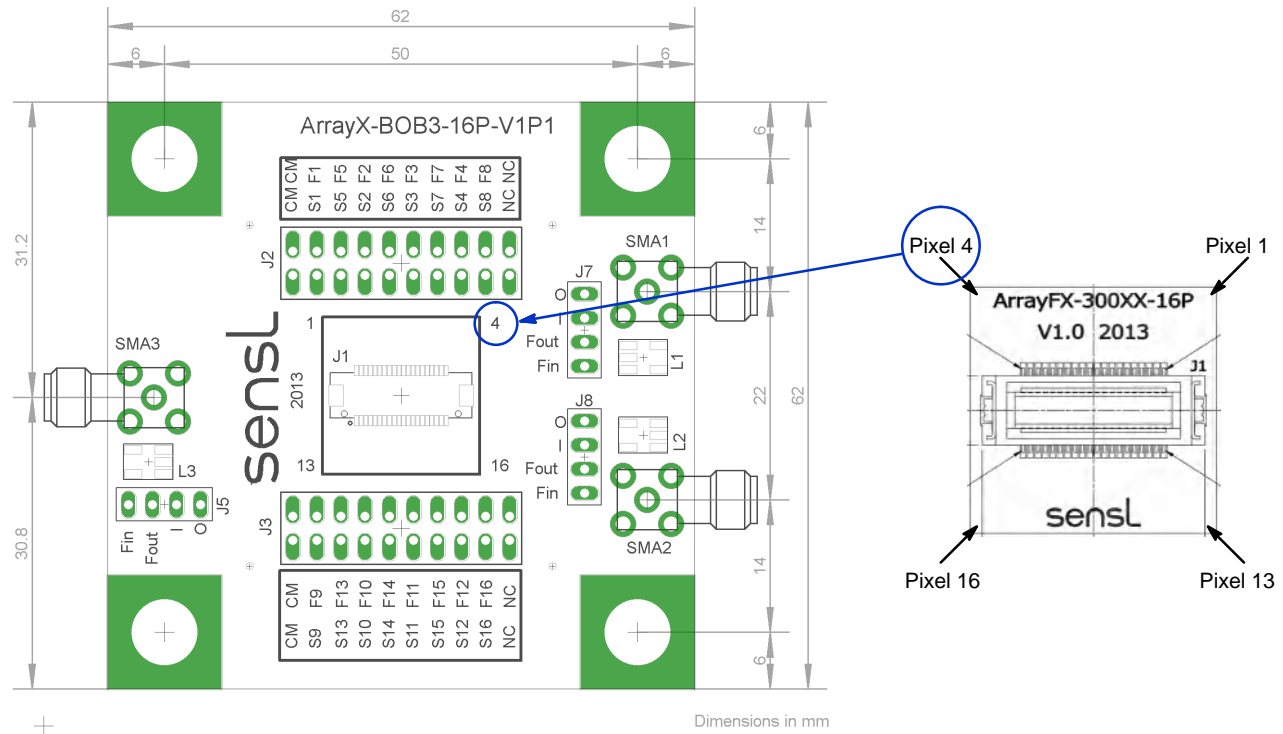 62
6
50
6
ArrayX-BOB3-16P-V1P1
CM CM
S1 F1
S5 F5
S2 F2
S6 F6
S3 F3
S7 F7
S4 F4
S8 F8
NC NC
6
14
22
62
14
6
31.2
30.8
J2
SMA1
J7
O
I
Fout
Fin
L1
1
4
J1
sensL
2013
13
16
SMA3
L3
J5
Fin
Fout
I
O
J8
O
I
Fout
Fin
L2
SMA2
J3
CM CM
S9 F9
S13 F13
S10 F10
S14 F14
S11 F11
S15 F15
S12 F12
S16 F16
NC NC
Dimensions in mm
Pixel 4
Pixel 1
ArrayFX-300XX-16P
V1.0 2013
J1
sensL
Pixel 16
Pixel 13